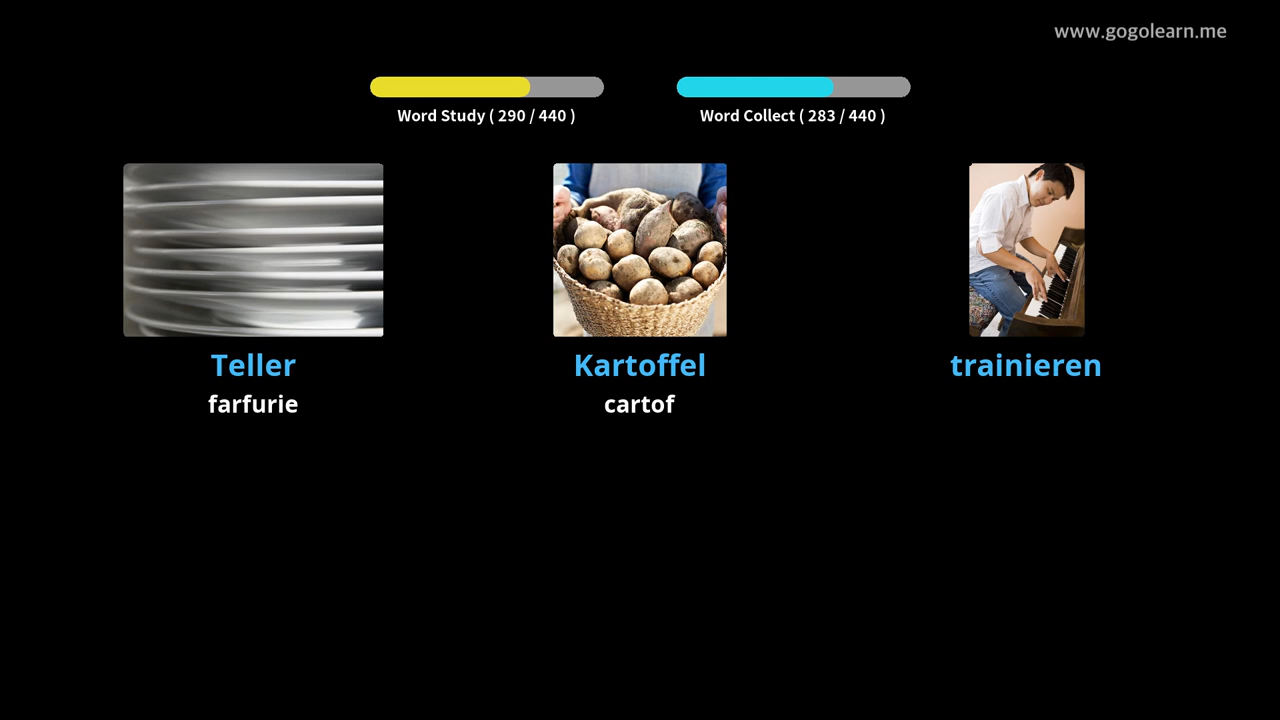 www.gogolearn.me
Word Study ( 290 / 440 )
Word Collect ( 283 / 440 )
Teller
farfurie
Kartoffel
cartof
trainieren